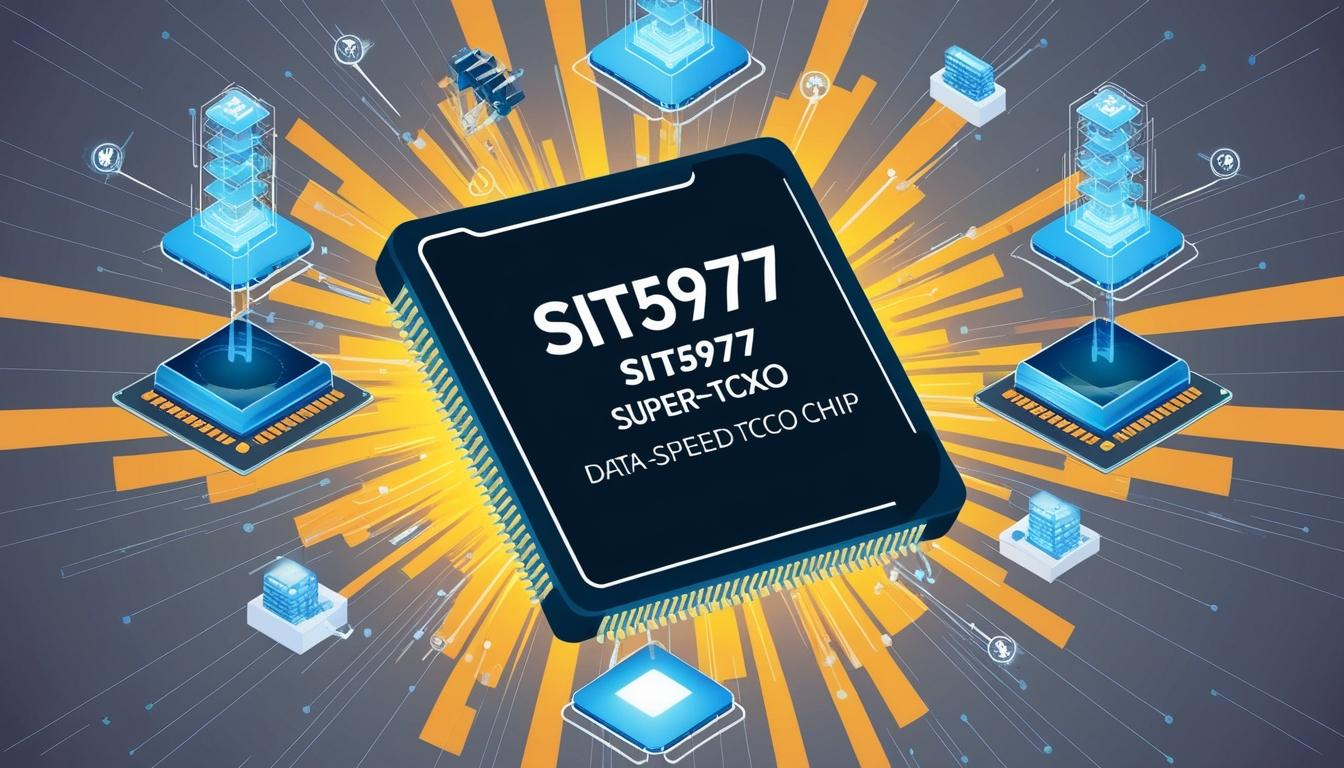 SIT5977
SIT5977
SUPER-TCXO
DATA-SPEED TCCO CHIP